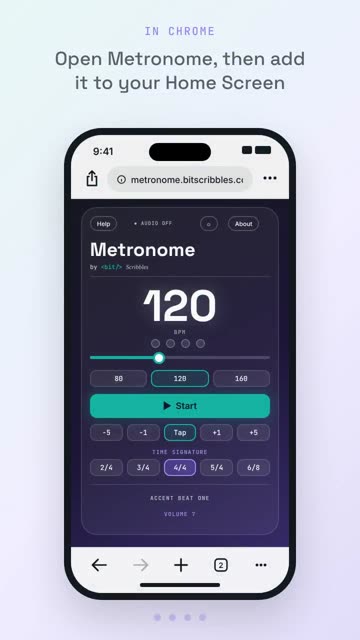 IN CHROME
Open Metronome, then add
it to your Home Screen
9:41
metronome.bitscribbles.cc
Help
AUDIO OFF
About
Metronome
by <bit/> Scribbles
120
BPM
80
120
160
Start
-5
-1
Tap
+1
+5
TIME SIGNATURE
2/4
3/4
4/4
5/4
6/8
ACCENT BEAT ONE
VOLUME 7
2